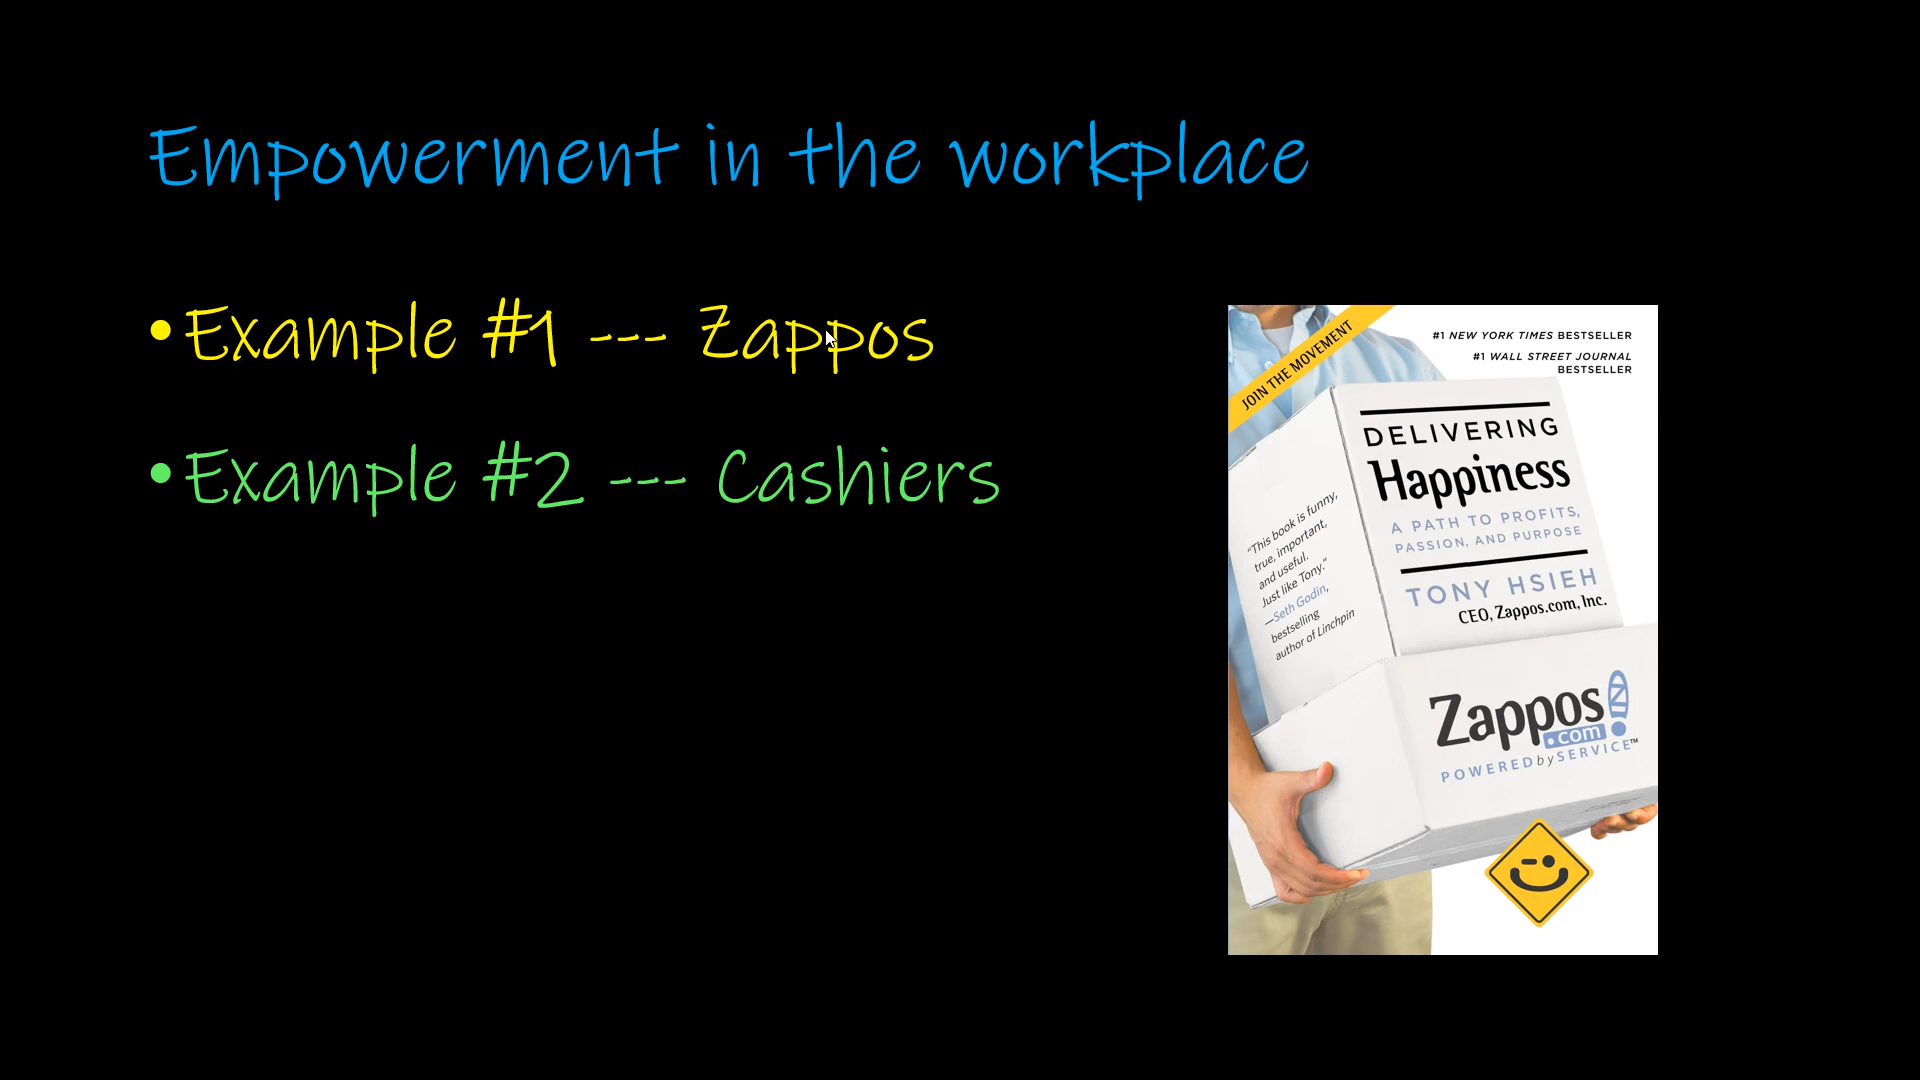 Empowerment in the workplace
•Example #1 --- Zappos
•Example #2 --- Cashiers
JOIN THE MOVEMENT
#1 NEW YORK TIMES BESTSELLER
#1 WALL STREET JOURNAL
BESTSELLER
DELIVERING
Happiness
A PATH TO PROFITS,
PASSION, AND PURPOSE
TONY HSIEH
CEO, Zappos.com, Inc.
"This book is funny,
true, important,
and useful.
Just like Tony."
—Seth Godin,
bestselling
author of Linchpin
Zappos
.com
POWERED by SERVICE™